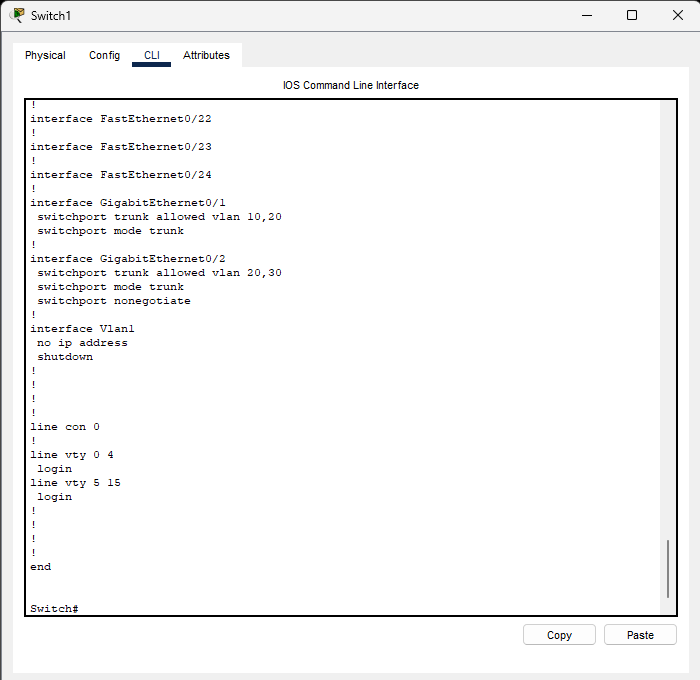 Switch1
Physical Config CLI Attributes
IOS Command Line Interface
!
interface FastEthernet0/22
!
interface FastEthernet0/23
!
interface FastEthernet0/24
!
interface GigabitEthernet0/1
 switchport trunk allowed vlan 10,20
 switchport mode trunk
!
interface GigabitEthernet0/2
 switchport trunk allowed vlan 20,30
 switchport mode trunk
 switchport nonegotiate
!
interface Vlan1
 no ip address
 shutdown
!
!
!
!
line con 0
!
line vty 0 4
 login
line vty 5 15
 login
!
!
!
!
end
Switch#
Copy Paste